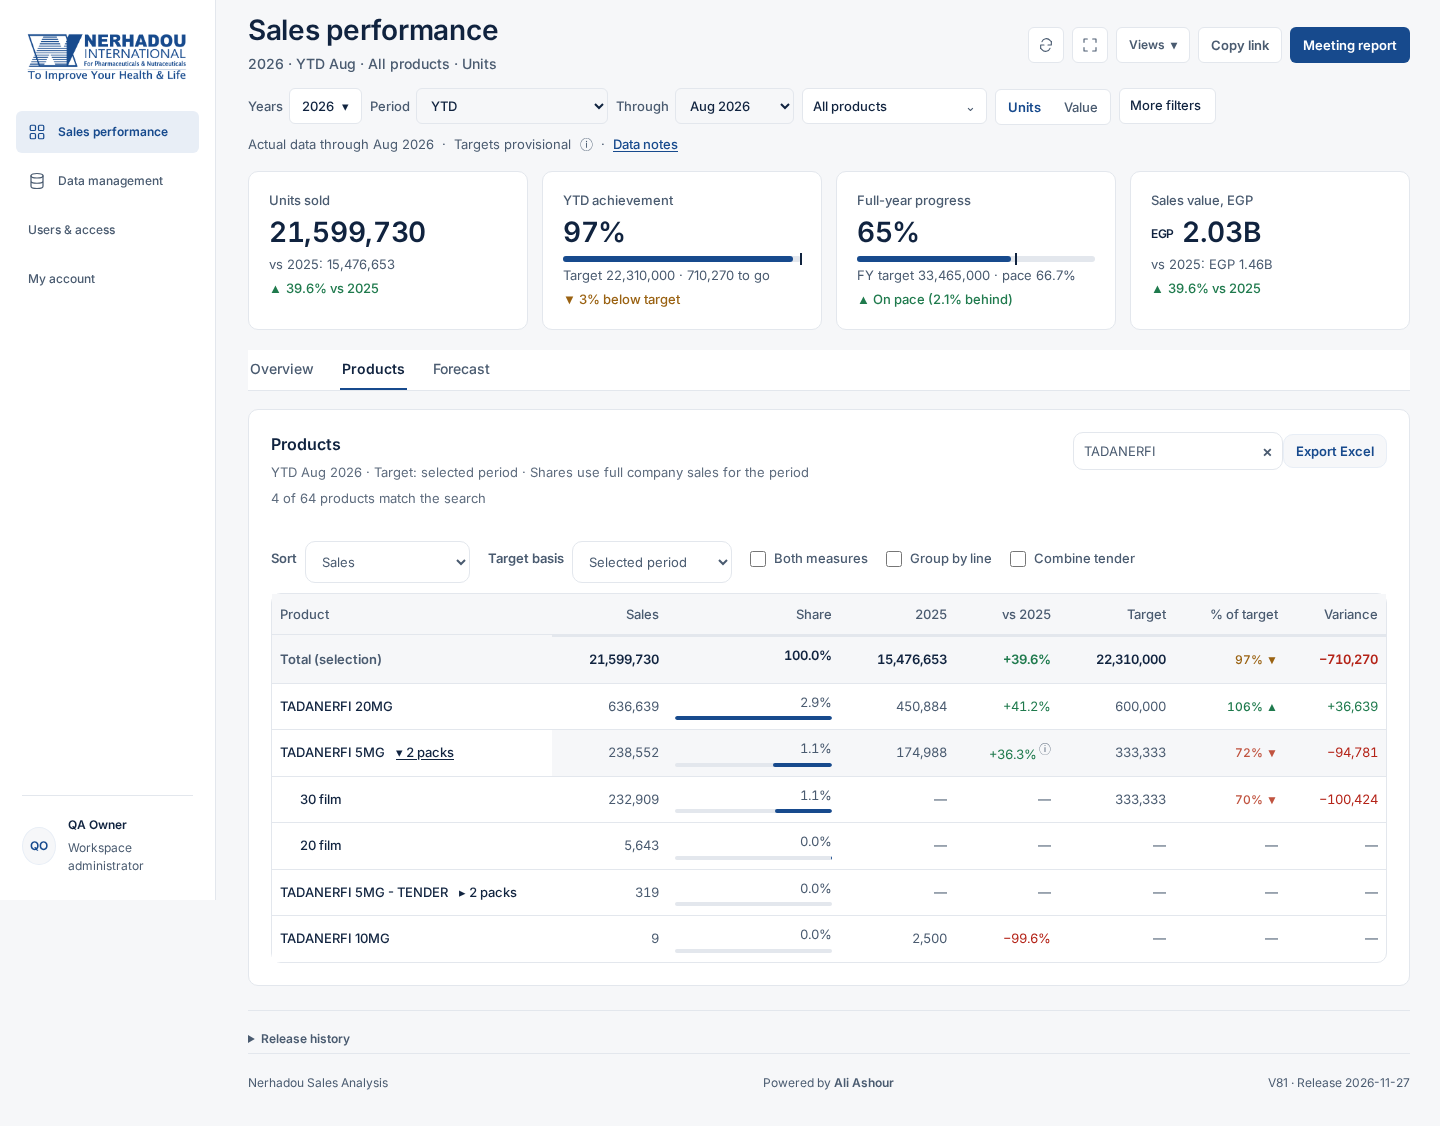 NERHADOU
INTERNATIONAL
For Pharmaceuticals & Nutraceuticals
To Improve Your Health & Life
Sales performance
Data management
Users & access
My account
QO
QA Owner
Workspace
administrator
Sales performance
2026 · YTD Aug · All products · Units
Views ▾
Copy link
Meeting report
Years 2026 ▾ Period YTD Through Aug 2026 All products Units Value More filters
Actual data through Aug 2026 · Targets provisional ⓘ · Data notes
Units sold
21,599,730
vs 2025: 15,476,653
▲ 39.6% vs 2025
YTD achievement
97%
Target 22,310,000 · 710,270 to go
▼ 3% below target
Full-year progress
65%
FY target 33,465,000 · pace 66.7%
▲ On pace (2.1% behind)
Sales value, EGP
EGP 2.03B
vs 2025: EGP 1.46B
▲ 39.6% vs 2025
Overview Products Forecast
Products
YTD Aug 2026 · Target: selected period · Shares use full company sales for the period
4 of 64 products match the search
TADANERFI ×
Export Excel
Sort Sales Target basis Selected period Both measures Group by line Combine tender
Product Sales Share 2025 vs 2025 Target % of target Variance
Total (selection) 21,599,730 100.0% 15,476,653 +39.6% 22,310,000 97% ▼ −710,270
TADANERFI 20MG 636,639 2.9% 450,884 +41.2% 600,000 106% ▲ +36,639
TADANERFI 5MG ▾ 2 packs 238,552 1.1% 174,988 +36.3% ⓘ 333,333 72% ▼ −94,781
30 film 232,909 1.1% — — 333,333 70% ▼ −100,424
20 film 5,643 0.0% — — — — —
TADANERFI 5MG - TENDER ▸ 2 packs 319 0.0% — — — — —
TADANERFI 10MG 9 0.0% 2,500 −99.6% — — —
▶ Release history
Nerhadou Sales Analysis
Powered by Ali Ashour
V81 · Release 2026-11-27